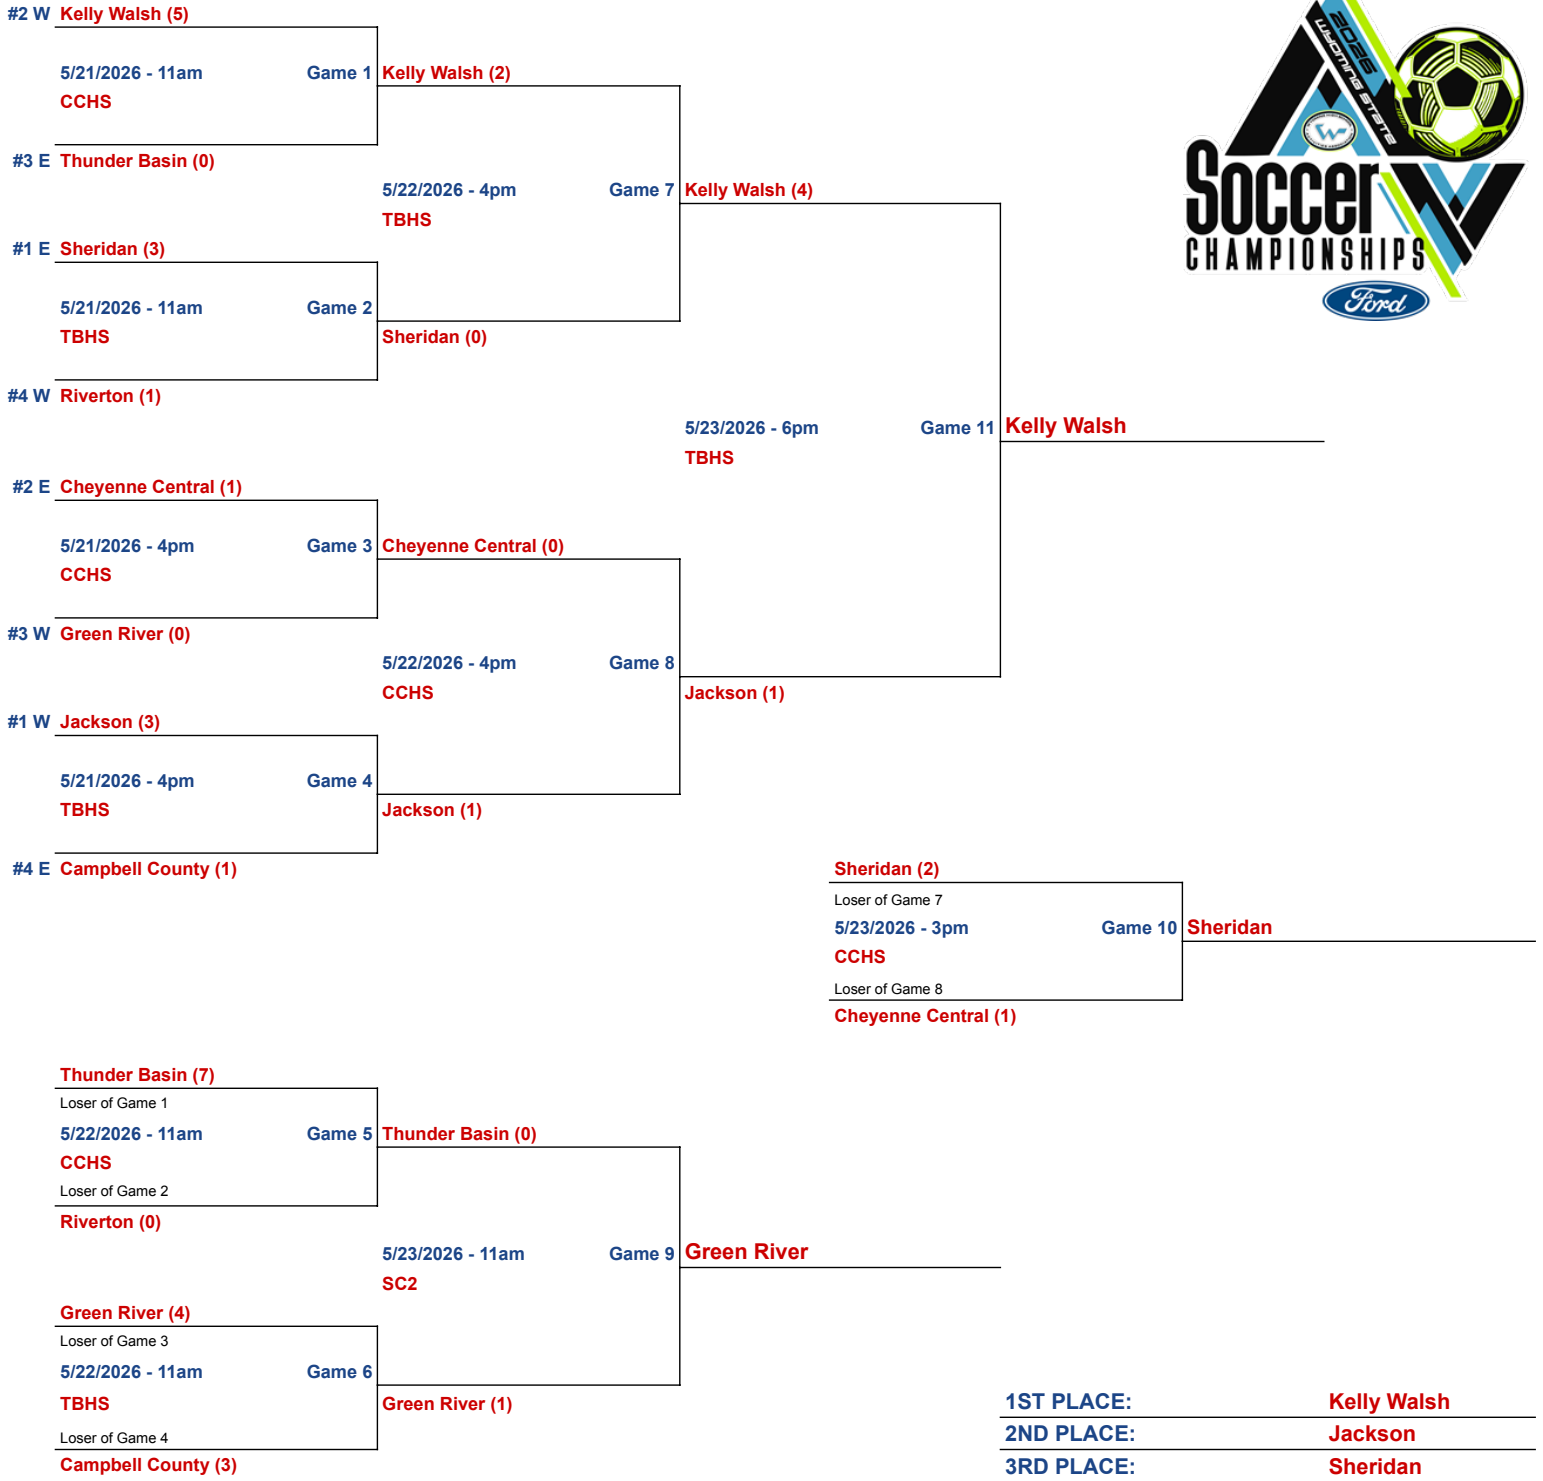 #2 W Kelly Walsh (5)
5/21/2026 - 11am Game 1 Kelly Walsh (2)
CCHS
#3 E Thunder Basin (0)
5/22/2026 - 4pm Game 7 Kelly Walsh (4)
TBHS
#1 E Sheridan (3)
5/21/2026 - 11am Game 2
TBHS Sheridan (0)
#4 W Riverton (1)
5/23/2026 - 6pm Game 11 Kelly Walsh
TBHS
#2 E Cheyenne Central (1)
5/21/2026 - 4pm Game 3 Cheyenne Central (0)
CCHS
#3 W Green River (0)
5/22/2026 - 4pm Game 8
CCHS Jackson (1)
#1 W Jackson (3)
5/21/2026 - 4pm Game 4
TBHS Jackson (1)
#4 E Campbell County (1)
2026
WYOMING STATE
W
SOCCER
CHAMPIONSHIPS
Ford
Sheridan (2)
Loser of Game 7
5/23/2026 - 3pm Game 10 Sheridan
CCHS
Loser of Game 8
Cheyenne Central (1)
Thunder Basin (7)
Loser of Game 1
5/22/2026 - 11am Game 5 Thunder Basin (0)
CCHS
Loser of Game 2
Riverton (0)
5/23/2026 - 11am Game 9 Green River
SC2
Green River (4)
Loser of Game 3
5/22/2026 - 11am Game 6
TBHS Green River (1)
Loser of Game 4
Campbell County (3)
1ST PLACE: Kelly Walsh
2ND PLACE: Jackson
3RD PLACE: Sheridan